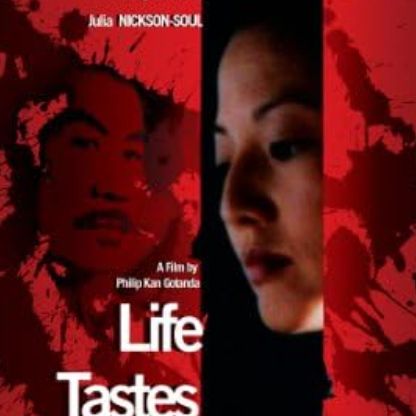 Julia NICKSON-SOUL
A Film by
Philip Kan Gotanda
Life
Tastes